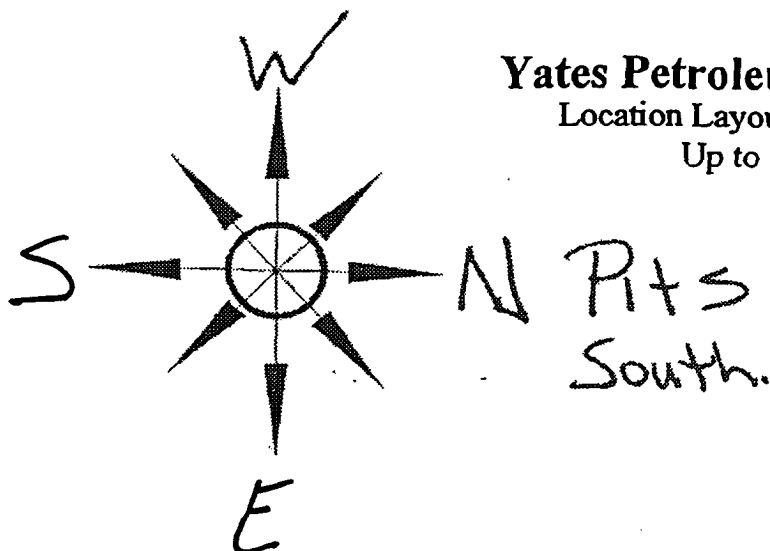 W
Yates Petrole
Location Layou
Up to
S
N Pits
South.
E